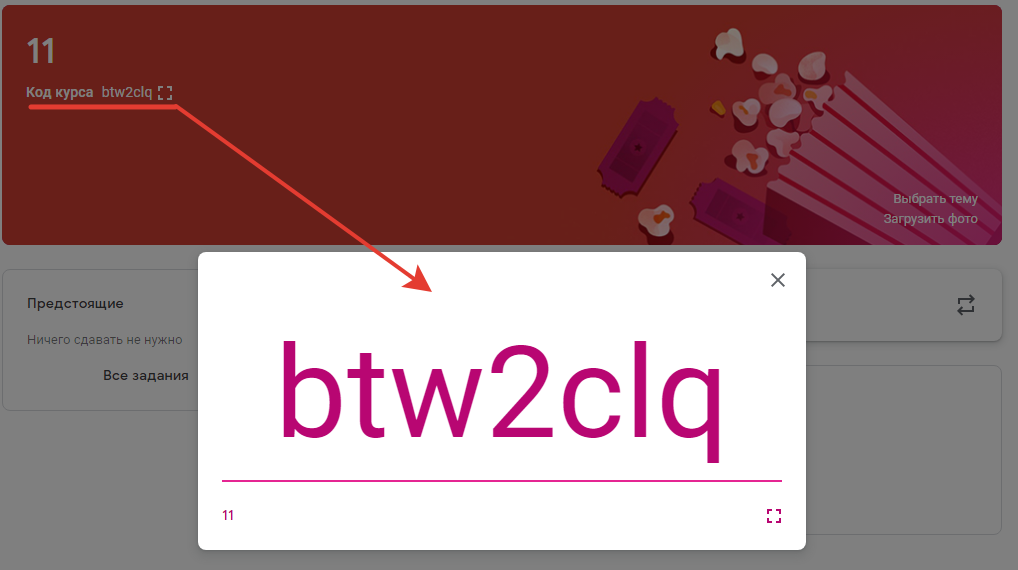 11
Код курса btw2clq
Выбрать тему
Загрузить фото
Предстоящие
Ничего сдавать не нужно
Все задания
btw2clq
11